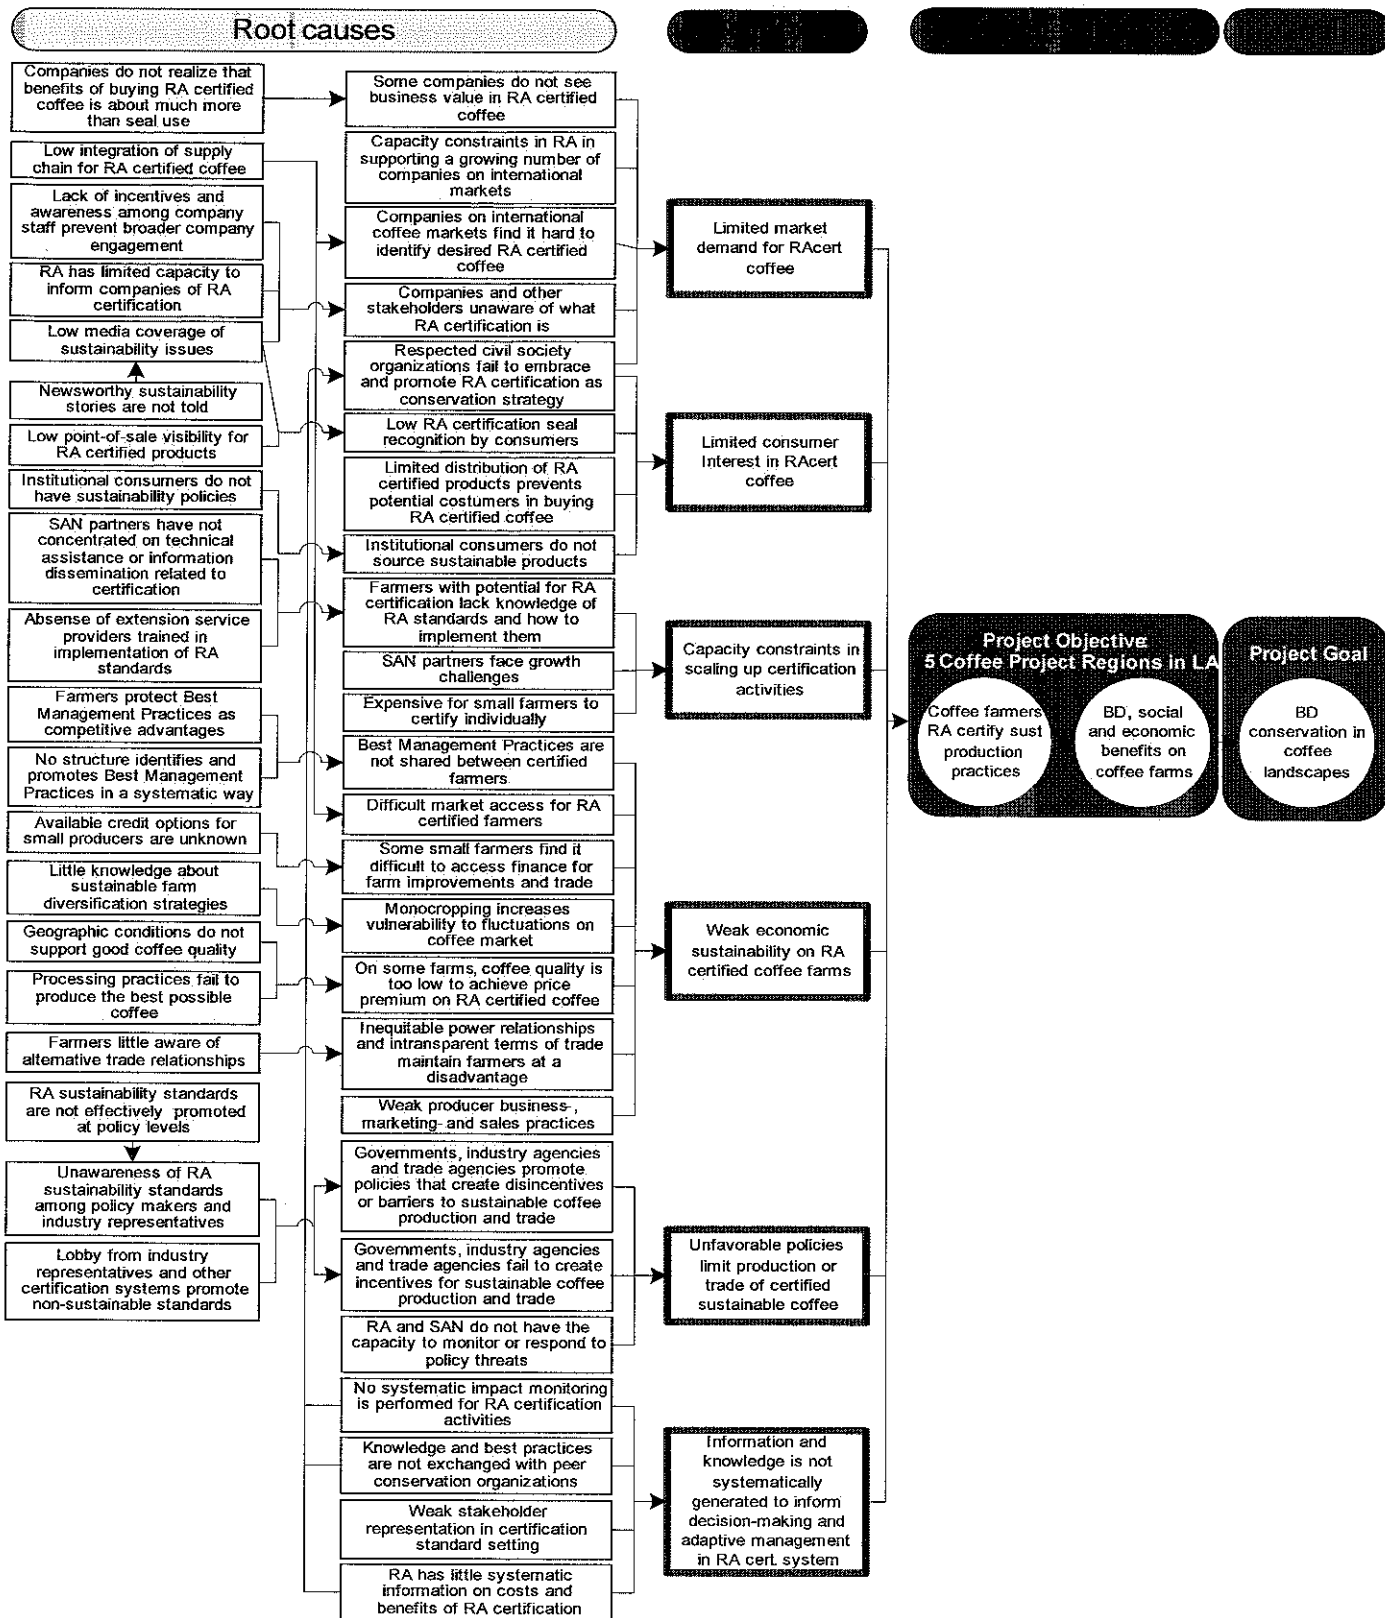 Root causes
Companies do not realize that
benefits of buying RA certified
coffee is about much more
than seal use
Low integration of supply
chain for RA certified coffee
Lack of incentives and
awareness among company
staff prevent broader company
engagement
RA has limited capacity to
inform companies of RA
certification
Low media coverage of
sustainability issues
Newsworthy sustainability
stories are not told
Low point-of-sale visibility for
RA certified products
Institutional consumers do not
have sustainability policies
SAN partners have not
concentrated on technical
assistance or information
dissemination related to
certification
Absense of extension service
providers trained in
implementation of RA
standards
Farmers protect Best
Management Practices as
competitive advantages
No structure identifies and
promotes Best Management
Practices in a systematic way
Available credit options for
small producers are unknown
Little knowledge about
sustainable farm
diversification strategies
Geographic conditions do not
support good coffee quality
Processing practices fail to
produce the best possible
coffee
Farmers little aware of
alternative trade relationships
RA sustainability standards
are not effectively promoted
at policy levels
Unawareness of RA
sustainability standards
among policy makers and
industry representatives
Lobby from industry
representatives and other
certification systems promote
non-sustainable standards
Some companies do not see
business value in RA certified
coffee
Capacity constraints in RA in
supporting a growing number of
companies on international
markets
Companies on international
coffee markets find it hard to
identify desired RA certified
coffee
Companies and other
stakeholders unaware of what
RA certification is
Respected civil society
organizations fail to embrace
and promote RA certification as
conservation strategy
Low RA certification seal
recognition by consumers
Limited distribution of RA
certified products prevents
potential costumers in buying
RA certified coffee
Institutional consumers do not
source sustainable products
Farmers with potential for RA
certification lack knowledge of
RA standards and how to
implement them
SAN partners face growth
challenges
Expensive for small farmers to
certify individually
Best Management Practices are
not shared between certified
farmers
Difficult market access for RA
certified farmers
Some small farmers find it
difficult to access finance for
farm improvements and trade
Monocropping increases
vulnerability to fluctuations on
coffee market
On some farms, coffee quality is
too low to achieve price
premium on RA certified coffee
Inequitable power relationships
and intransparent terms of trade
maintain farmers at a
disadvantage
Weak producer business-,
marketing- and sales practices
Governments, industry agencies
and trade agencies promote
policies that create disincentives
or barriers to sustainable coffee
production and trade
Governments, industry agencies
and trade agencies fail to create
incentives for sustainable coffee
production and trade
RA and SAN do not have the
capacity to monitor or respond to
policy threats
No systematic impact monitoring
is performed for RA certification
activities
Knowledge and best practices
are not exchanged with peer
conservation organizations
Weak stakeholder
representation in certification
standard setting
RA has little systematic
information on costs and
benefits of RA certification
Limited market
demand for RAcert
coffee
Limited consumer
Interest in RAcert
coffee
Capacity constraints in
scaling up certification
activities
Weak economic
sustainability on RA
certified coffee farms
Unfavorable policies
limit production or
trade of certified
sustainable coffee
Information and
knowledge is not
systematically
generated to inform
decision-making and
adaptive management
in RA cert. system
Project Objective
5 Coffee Project Regions in LA
Coffee farmers
RA certify sust
production
practices
BD, social
and economic
benefits on
coffee farms
Project Goal
BD
conservation in
coffee
landscapes